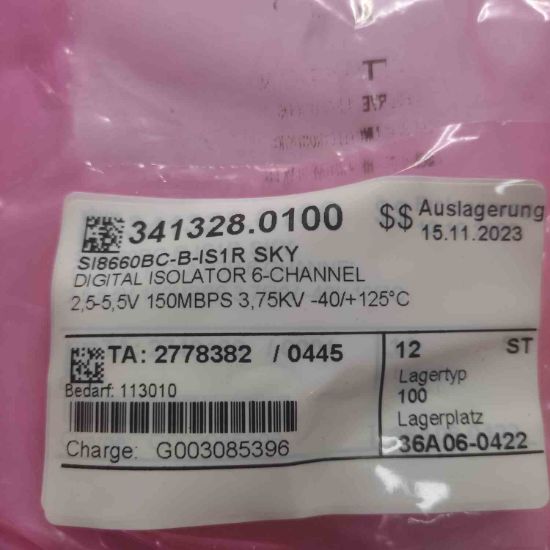 341328.0100 $$ Auslagerung
15.11.2023
SI8660BC-B-IS1R SKY
DIGITAL ISOLATOR 6-CHANNEL
2,5-5,5V 150MBPS 3,75KV -40/+125°C
TA: 2778382 / 0445
Bedarf: 113010
Charge: G003085396
12 ST
Lagertyp
100
Lagerplatz
36A06-0422